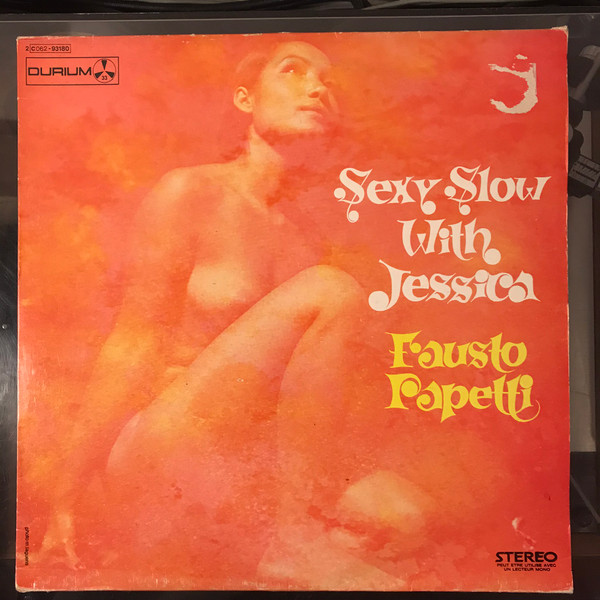 2 C062-93180
DURIUM
33
Sexy Slow
With
Jessica
Fausto
Papetti
STEREO
PEUT ETRE UTILISE AVEC
UN LECTEUR MONO